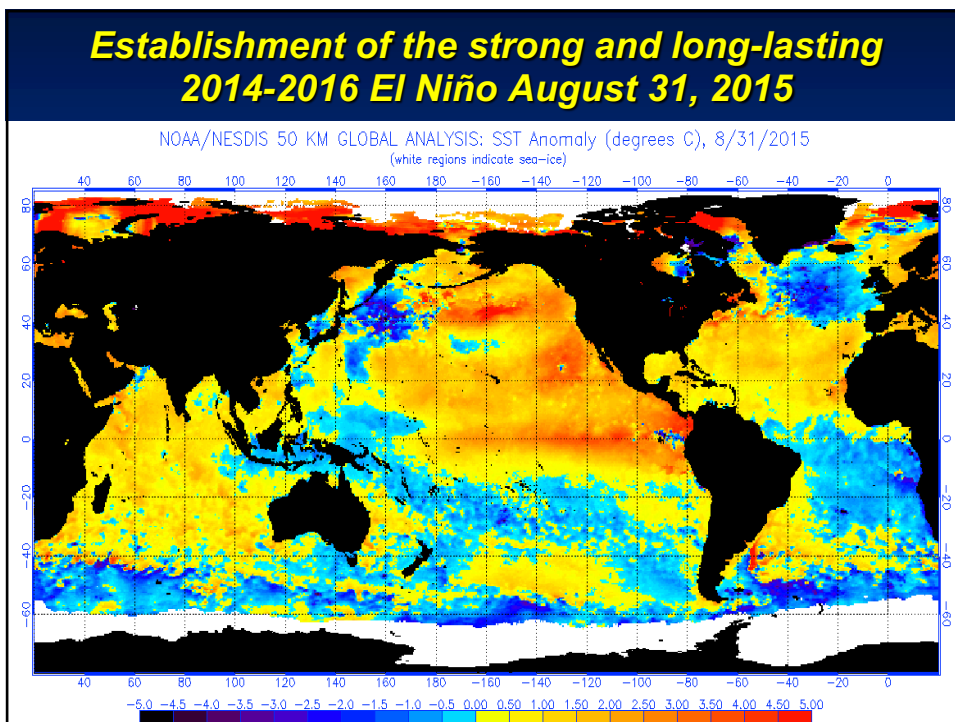 Establishment of the strong and long-lasting
2014-2016 El Niño August 31, 2015
NOAA/NESDIS 50 KM GLOBAL ANALYSIS: SST Anomaly (degrees C), 8/31/2015
(white regions indicate sea-ice)
40 60 80 100 120 140 160 180 -160 -140 -120 -100 -80 -60 -40 -20 0
80 80
60 60
40 40
20 20
0 0
-20 -20
-40 -40
-60 -60
40 60 80 100 120 140 160 180 -160 -140 -120 -100 -80 -60 -40 -20 0
-5.0 -4.5 -4.0 -3.5 -3.0 -2.5 -2.0 -1.5 -1.0 -0.5 0.00 0.50 1.00 1.50 2.00 2.50 3.00 3.50 4.00 4.50 5.00